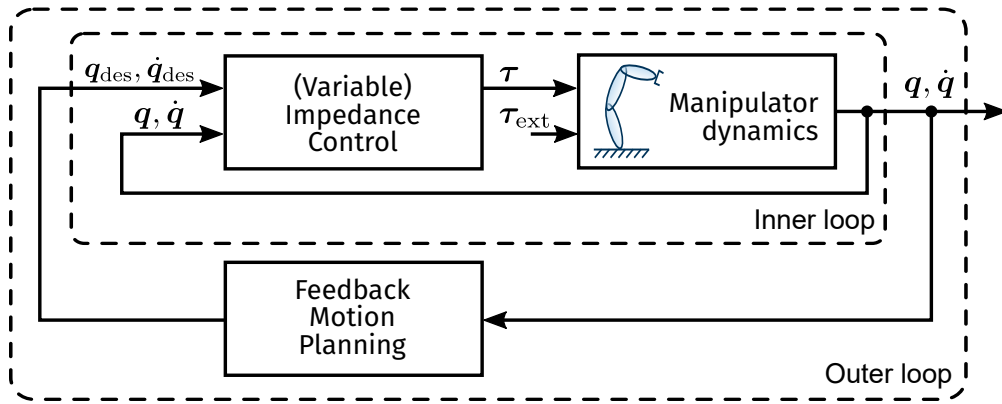 q_des, q̇_des
q, q̇
(Variable)
Impedance
Control
τ
τ_ext
Manipulator
dynamics
q, q̇
Inner loop
Feedback
Motion
Planning
Outer loop